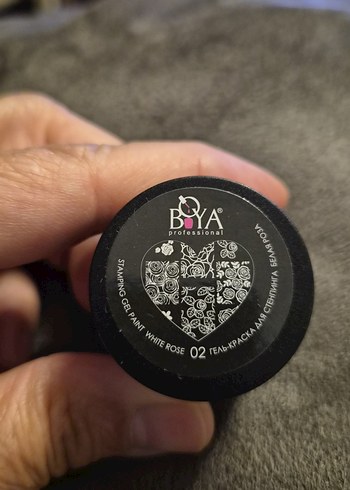 BOYA®
professional
STAMPING GEL PAINT WHITE ROSE 02 ГЕЛЬ-КРАСКА ДЛЯ СТЕМПИНГА БЕЛАЯ РОЗА